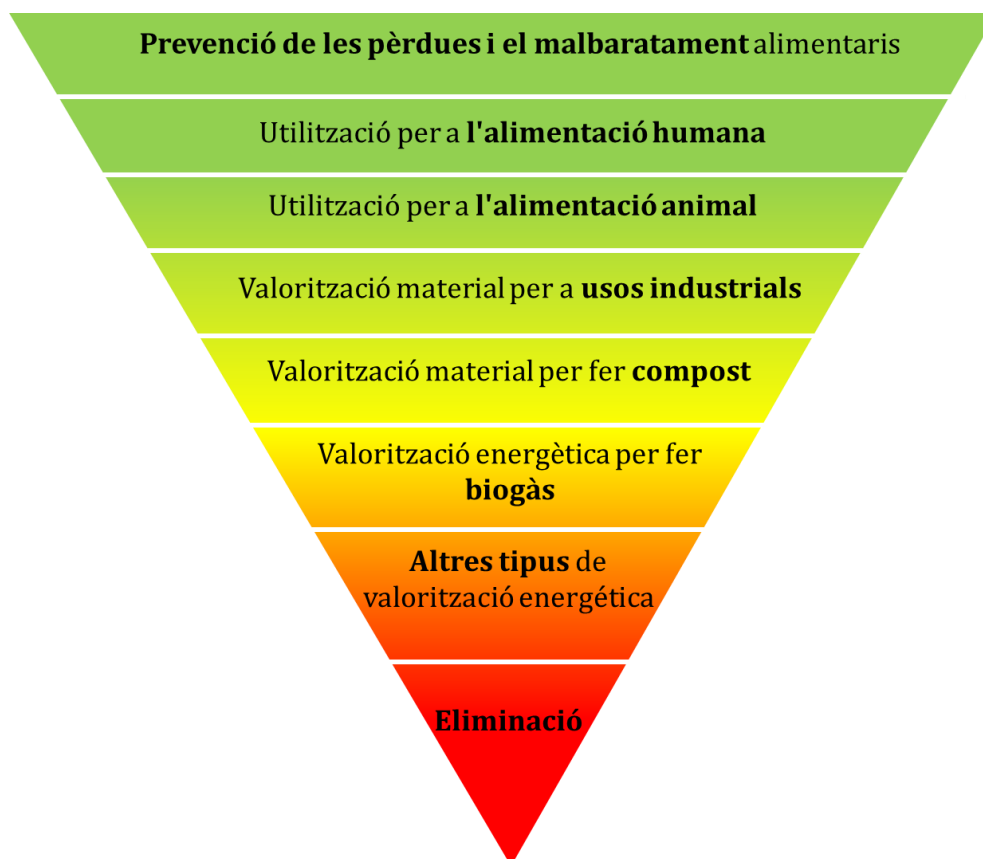 Prevenció de les pèrdues i el malbaratament alimentaris
Utilització per a l'alimentació humana
Utilització per a l'alimentació animal
Valorització material per a usos industrials
Valorització material per fer compost
Valorització energètica per fer
biogàs
Altres tipus de
valorització energética
Eliminació